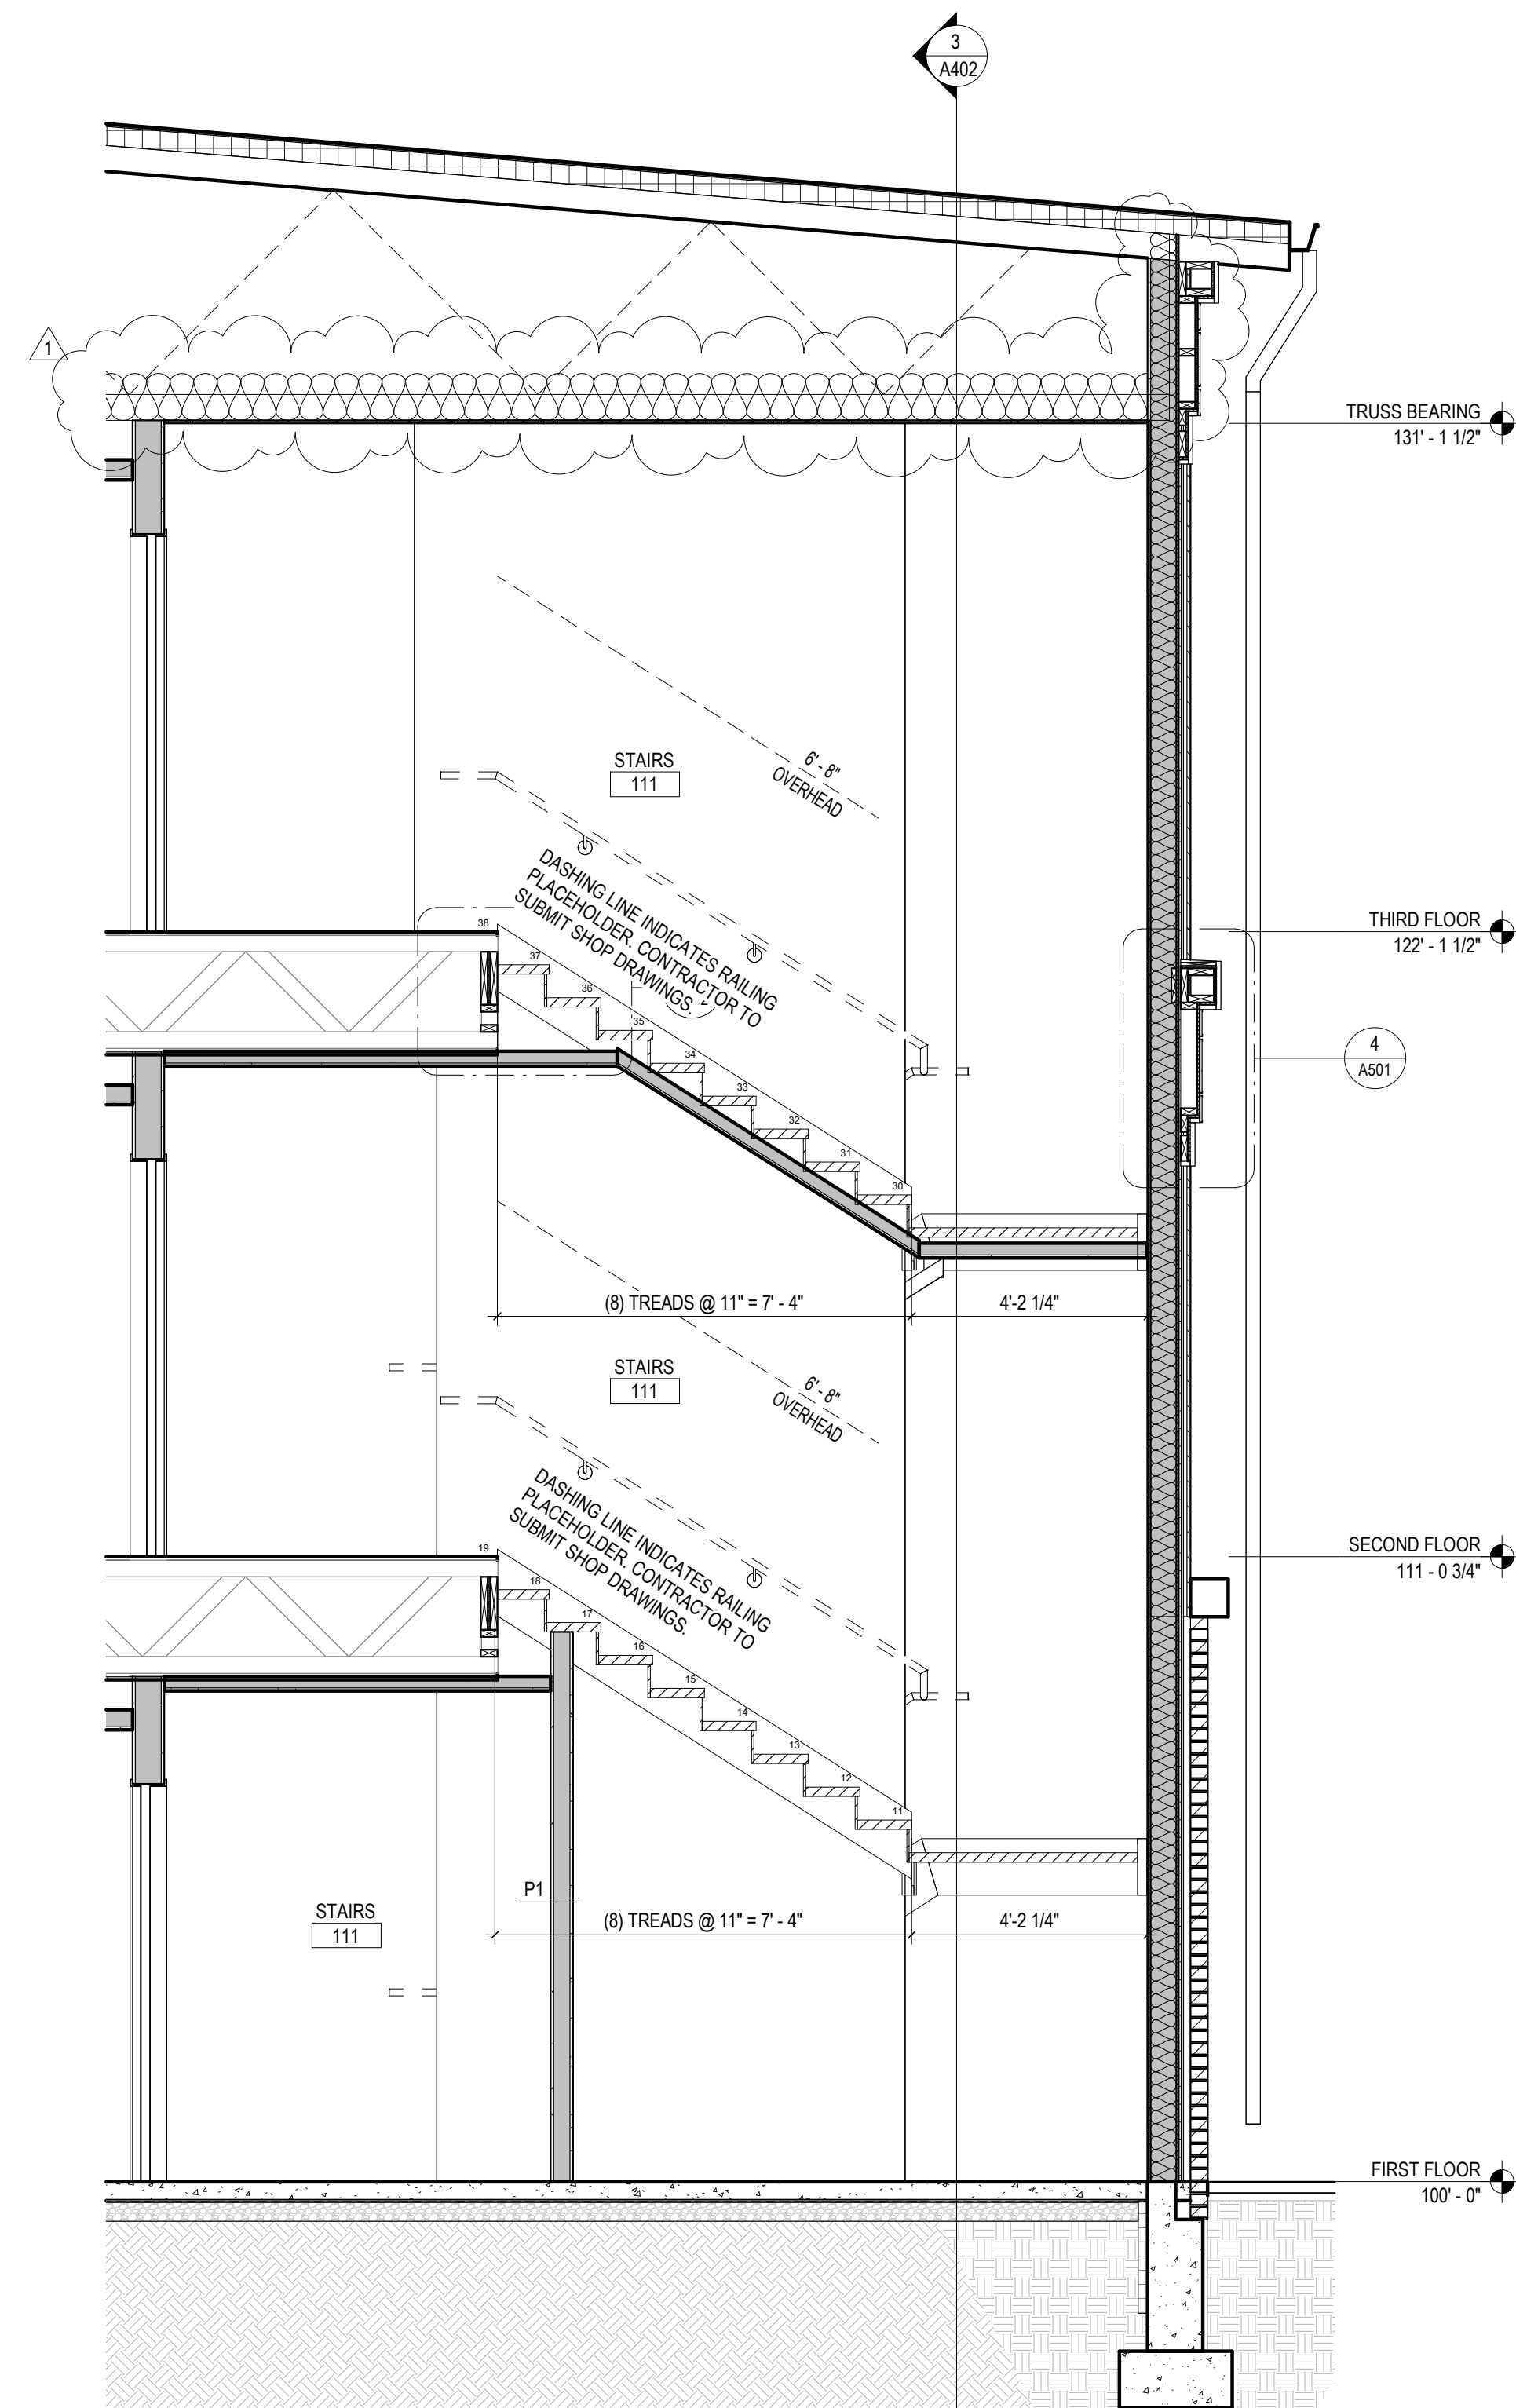 3
A402
1
TRUSS BEARING
131' - 1 1/2"
STAIRS
111
6' - 8"
OVERHEAD
DASHING LINE INDICATES RAILING
PLACEHOLDER. CONTRACTOR TO
SUBMIT SHOP DRAWINGS.
THIRD FLOOR
122' - 1 1/2"
38
37
36
35
34
33
32
31
30
4
A501
(8) TREADS @ 11" = 7' - 4"
4'-2 1/4"
STAIRS
111
6' - 8"
OVERHEAD
DASHING LINE INDICATES RAILING
PLACEHOLDER. CONTRACTOR TO
SUBMIT SHOP DRAWINGS.
SECOND FLOOR
111 - 0 3/4"
19
18
17
16
15
14
13
12
11
P1
(8) TREADS @ 11" = 7' - 4"
4'-2 1/4"
STAIRS
111
FIRST FLOOR
100' - 0"